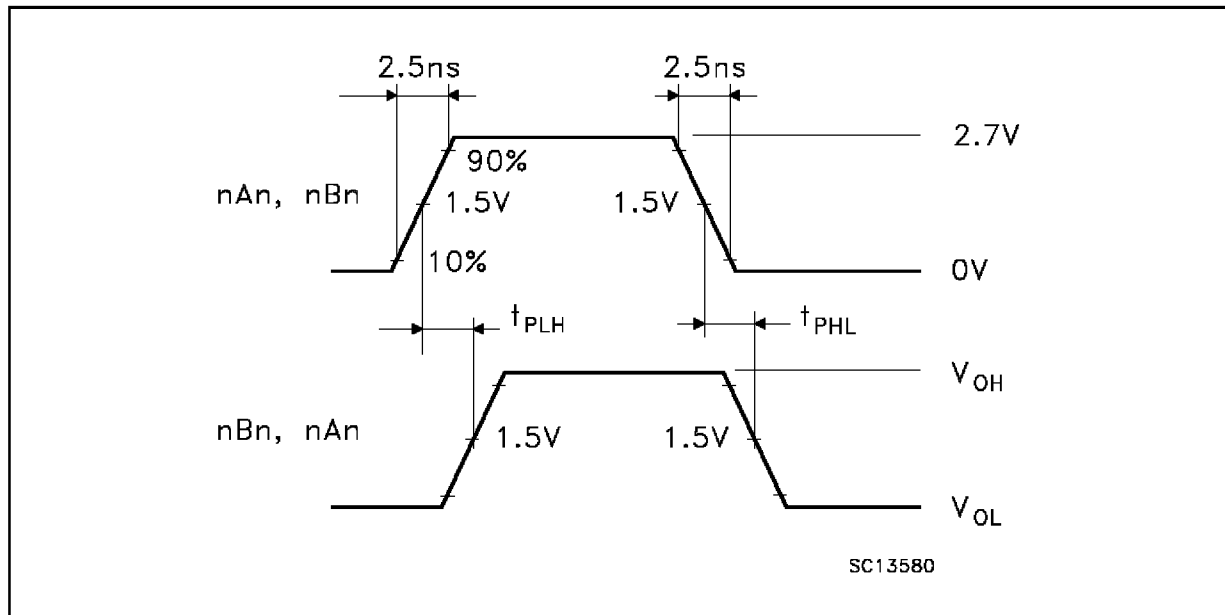 2.5ns 2.5ns
2.7V
90%
nAn, nBn 1.5V 1.5V
10% 0V
tPLH tPHL
VOH
nBn, nAn 1.5V 1.5V
VOL
SC13580